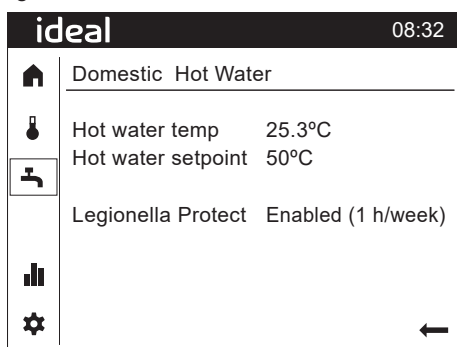 ideal 08:32
Domestic Hot Water
Hot water temp 25.3ºC
Hot water setpoint 50ºC
Legionella Protect Enabled (1 h/week)